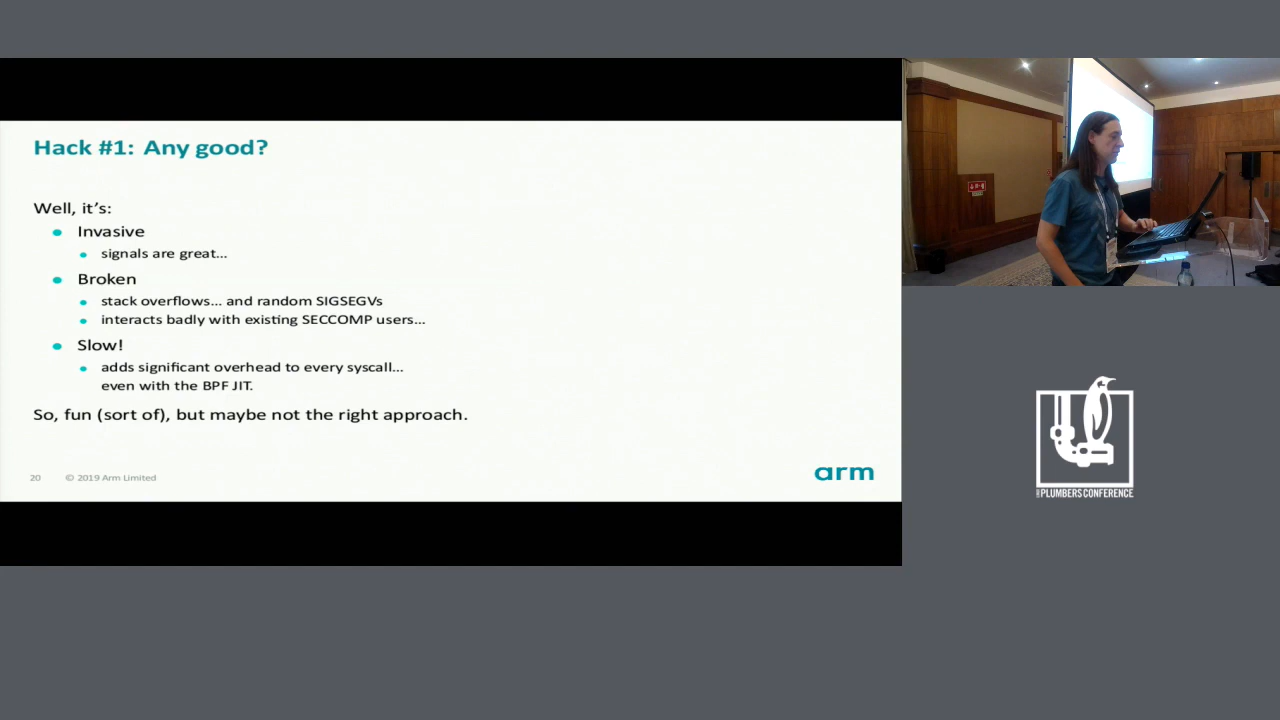 Hack #1: Any good?
Well, it's:
Invasive
signals are great...
Broken
stack overflows... and random SIGSEGVs
interacts badly with existing SECCOMP users...
Slow!
adds significant overhead to every syscall...
even with the BPF JIT.
So, fun (sort of), but maybe not the right approach.
20 © 2019 Arm Limited
arm
PLUMBERS CONFERENCE